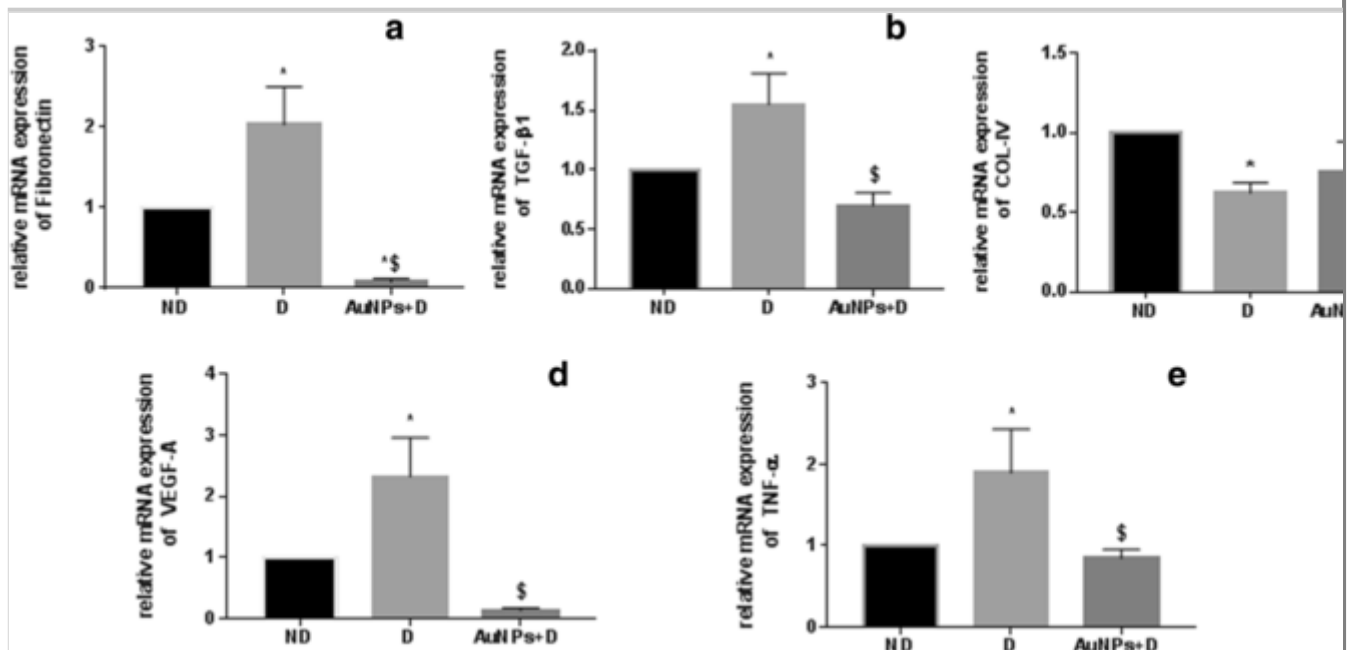 a
relative mRNA expression
of Fibronectin
3
2
1
0
^
^$
ND D AuNPs+D
b
relative mRNA expression
of TGF-β1
2.0
1.5
1.0
0.5
0.0
^
$
ND D AuNPs+D
relative mRNA expression
of COL-IV
1.5
1.0
0.5
0.0
*
ND D AuN
d
relative mRNA expression
of VEGF-A
4
3
2
1
0
^
$
ND D AuNPs+D
e
relative mRNA expression
of TNF-α
3
2
1
0
^
$
ND D AuNPs+D